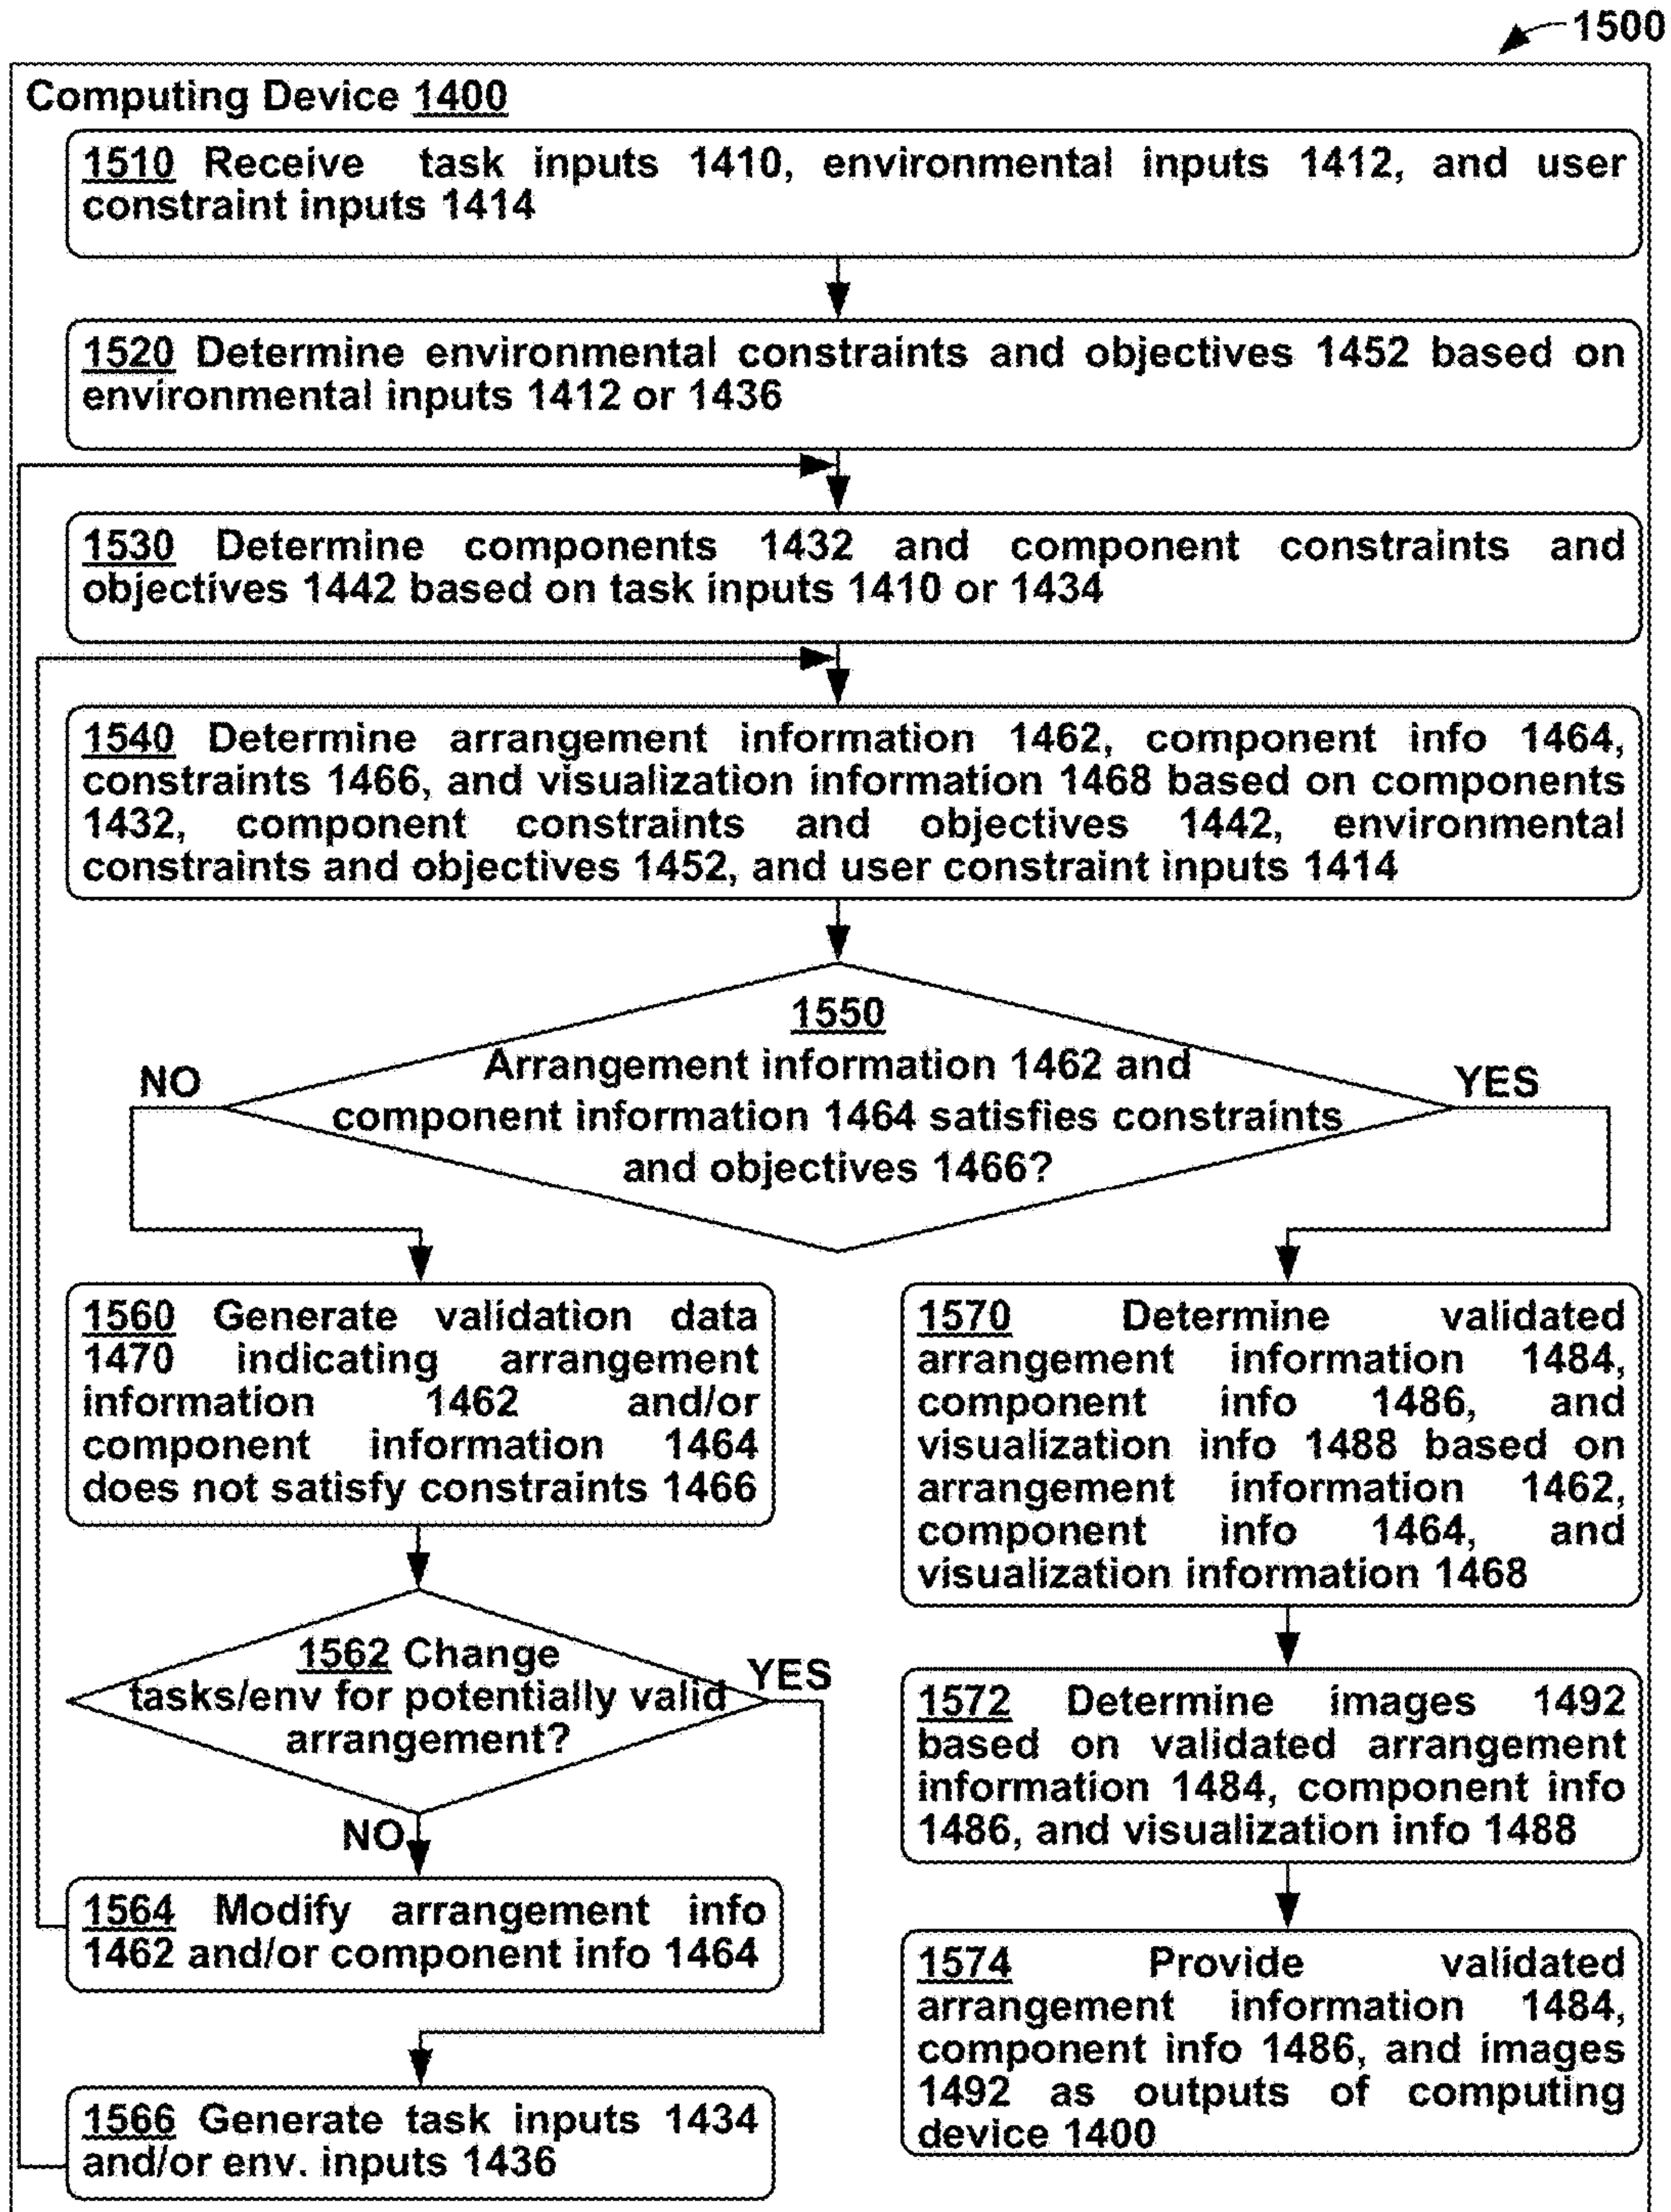 1500
Computing Device 1400
1510 Receive task inputs 1410, environmental inputs 1412, and user
constraint inputs 1414
1520 Determine environmental constraints and objectives 1452 based on
environmental inputs 1412 or 1436
1530 Determine components 1432 and component constraints and
objectives 1442 based on task inputs 1410 or 1434
1540 Determine arrangement information 1462, component info 1464,
constraints 1466, and visualization information 1468 based on components
1432, component constraints and objectives 1442, environmental
constraints and objectives 1452, and user constraint inputs 1414
1550
Arrangement information 1462 and
component information 1464 satisfies constraints
and objectives 1466?
NO
YES
1560 Generate validation data
1470 indicating arrangement
information 1462 and/or
component information 1464
does not satisfy constraints 1466
1562 Change
tasks/env for potentially valid
arrangement?
YES
NO
1564 Modify arrangement info
1462 and/or component info 1464
1566 Generate task inputs 1434
and/or env. inputs 1436
1570 Determine validated
arrangement information 1484,
component info 1486, and
visualization info 1488 based on
arrangement information 1462,
component info 1464, and
visualization information 1468
1572 Determine images 1492
based on validated arrangement
information 1484, component info
1486, and visualization info 1488
1574 Provide validated
arrangement information 1484,
component info 1486, and images
1492 as outputs of computing
device 1400